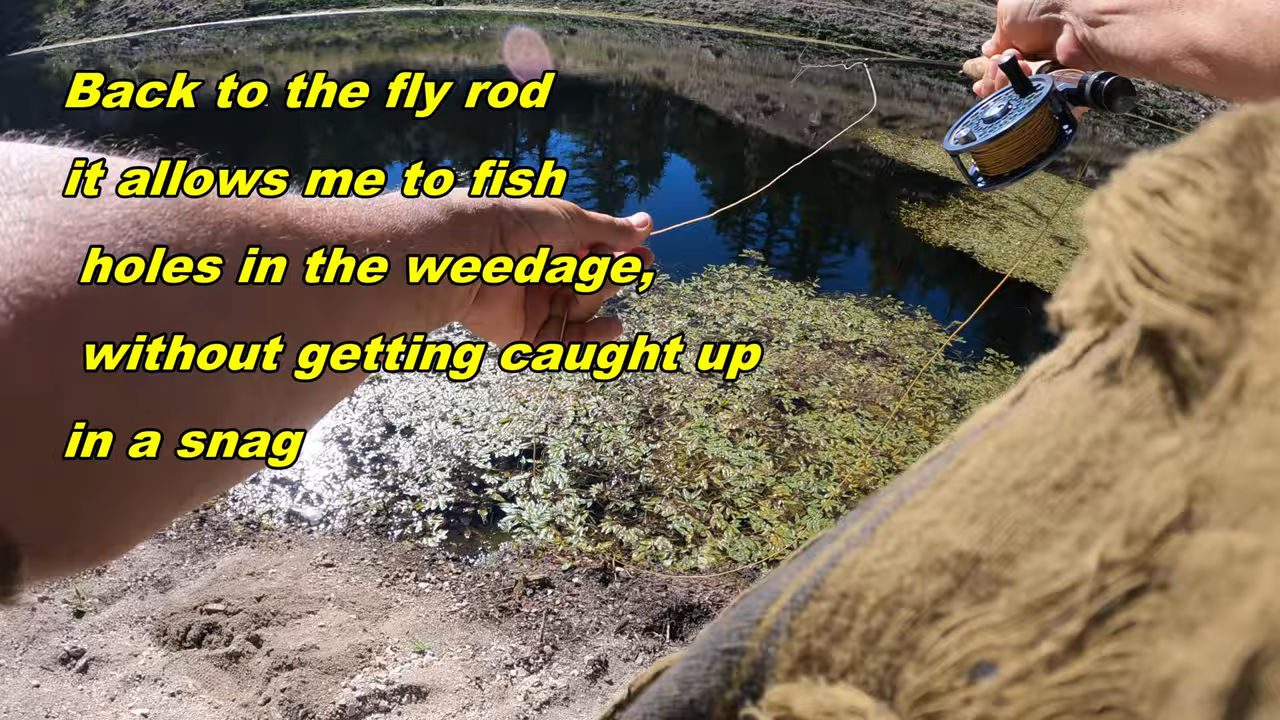 Back to the fly rod
it allows me to fish
holes in the weedage,
without getting caught up
in a snag